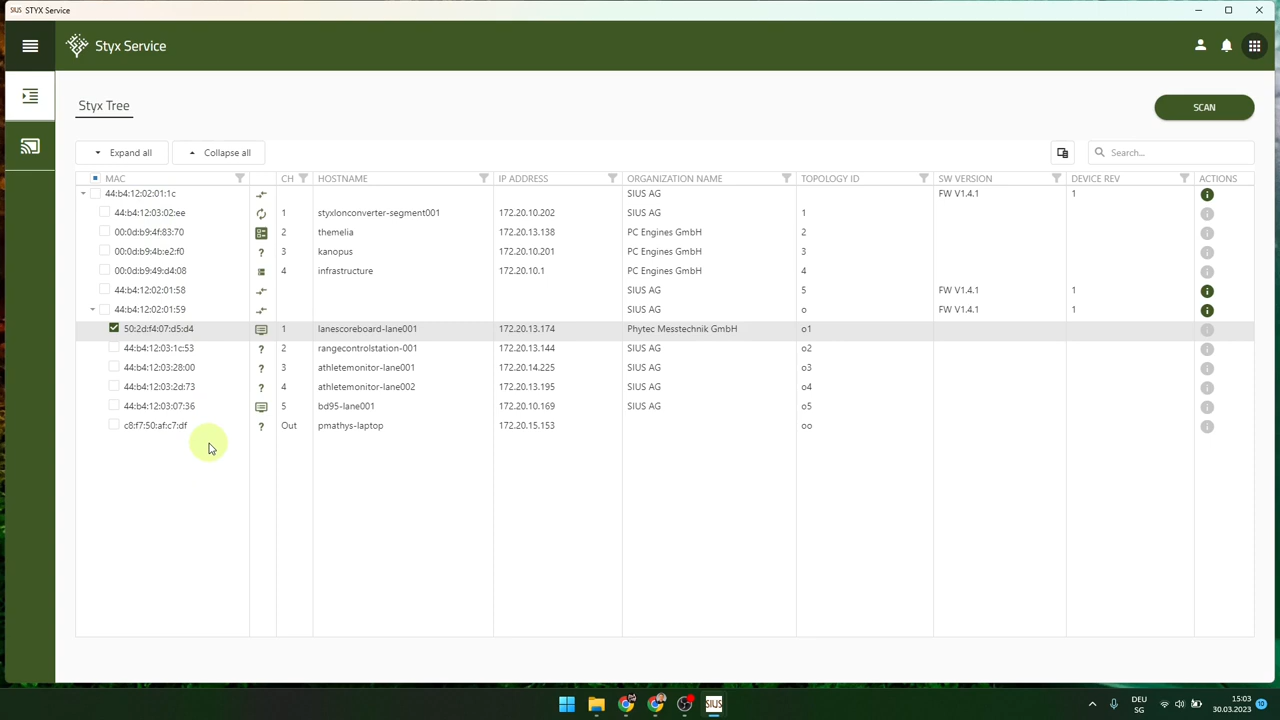 SIUS STYX Service
Styx Service
Styx Tree
SCAN
Expand all Collapse all Search...
MAC CH HOSTNAME IP ADDRESS ORGANIZATION NAME TOPOLOGY ID SW VERSION DEVICE REV ACTIONS
44:b4:12:02:01:1c SIUS AG FW V1.4.1 1
44:b4:12:03:02:ee 1 styxlonconverter-segment001 172.20.10.202 SIUS AG 1
00:0d:b9:4f:83:70 2 themelia 172.20.13.138 PC Engines GmbH 2
00:0d:b9:4b:e2:f0 ? 3 kanopus 172.20.10.201 PC Engines GmbH 3
00:0d:b9:49:d4:08 4 infrastructure 172.20.10.1 PC Engines GmbH 4
44:b4:12:02:01:58 SIUS AG 5 FW V1.4.1 1
44:b4:12:02:01:59 SIUS AG o FW V1.4.1 1
50:2d:f4:07:d5:d4 1 lanescoreboard-lane001 172.20.13.174 Phytec Messtechnik GmbH o1
44:b4:12:03:1c:53 ? 2 rangecontrolstation-001 172.20.13.144 SIUS AG o2
44:b4:12:03:28:00 ? 3 athletemonitor-lane001 172.20.14.225 SIUS AG o3
44:b4:12:03:2d:73 ? 4 athletemonitor-lane002 172.20.13.195 SIUS AG o4
44:b4:12:03:07:36 5 bd95-lane001 172.20.10.169 SIUS AG o5
c8:f7:50:af:c7:df ? Out pmathys-laptop 172.20.15.153 oo
SIUS
DEU
SG
15:03
30.03.2023
10